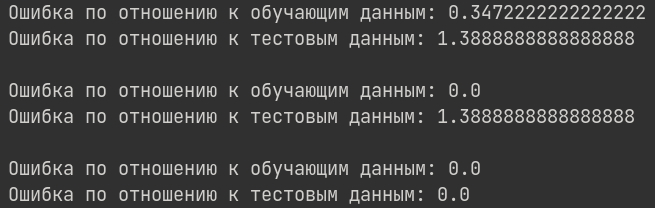 Ошибка по отношению к обучающим данным: 0.3472222222222222
Ошибка по отношению к тестовым данным: 1.3888888888888888
Ошибка по отношению к обучающим данным: 0.0
Ошибка по отношению к тестовым данным: 1.3888888888888888
Ошибка по отношению к обучающим данным: 0.0
Ошибка по отношению к тестовым данным: 0.0